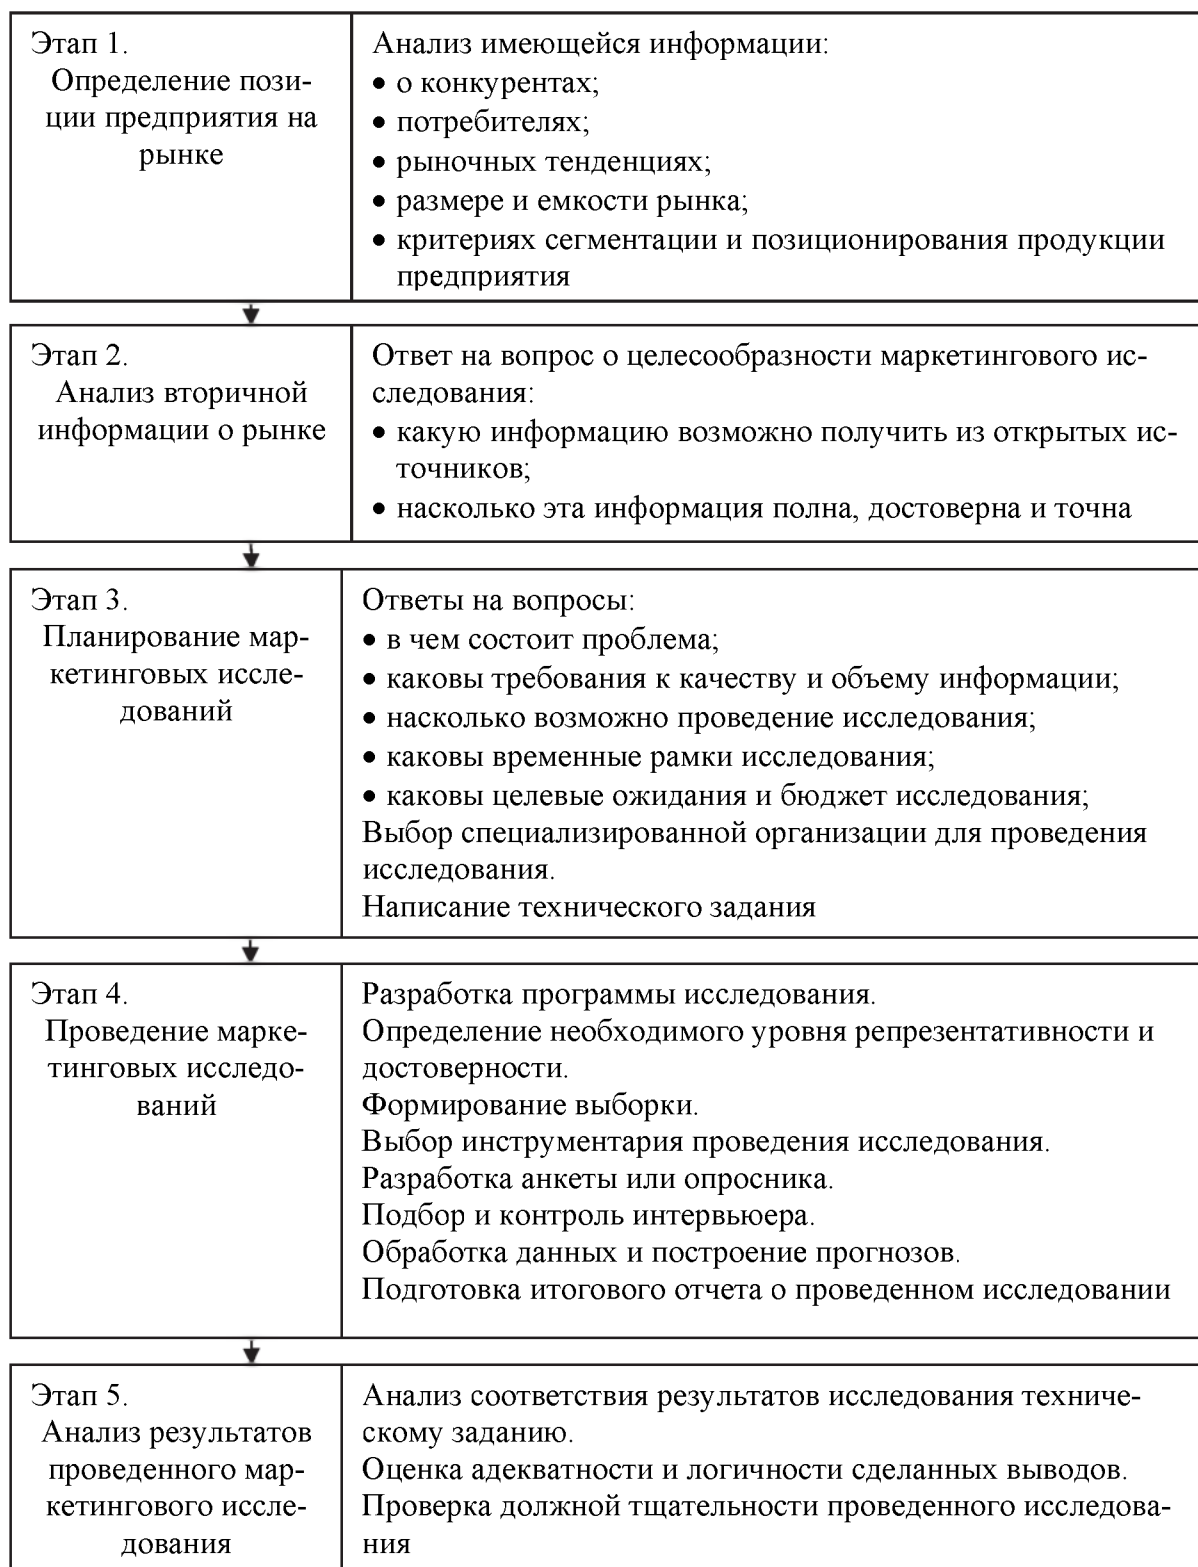 Этап 1.
Определение пози-
ции предприятия на
рынке
Анализ имеющейся информации:
• о конкурентах;
• потребителях;
• рыночных тенденциях;
• размере и емкости рынка;
• критериях сегментации и позиционирования продукции
предприятия
Этап 2.
Анализ вторичной
информации о рынке
Ответ на вопрос о целесообразности маркетингового ис-
следования:
• какую информацию возможно получить из открытых ис-
точников;
• насколько эта информация полна, достоверна и точна
Этап 3.
Планирование мар-
кетинговых иссле-
дований
Ответы на вопросы:
• в чем состоит проблема;
• каковы требования к качеству и объему информации;
• насколько возможно проведение исследования;
• каковы временные рамки исследования;
• каковы целевые ожидания и бюджет исследования;
Выбор специализированной организации для проведения
исследования.
Написание технического задания
Этап 4.
Проведение марке-
тинговых исследо-
ваний
Разработка программы исследования.
Определение необходимого уровня репрезентативности и
достоверности.
Формирование выборки.
Выбор инструментария проведения исследования.
Разработка анкеты или опросника.
Подбор и контроль интервьюера.
Обработка данных и построение прогнозов.
Подготовка итогового отчета о проведенном исследовании
Этап 5.
Анализ результатов
проведенного мар-
кетингового иссле-
дования
Анализ соответствия результатов исследования техниче-
скому заданию.
Оценка адекватности и логичности сделанных выводов.
Проверка должной тщательности проведенного исследова-
ния